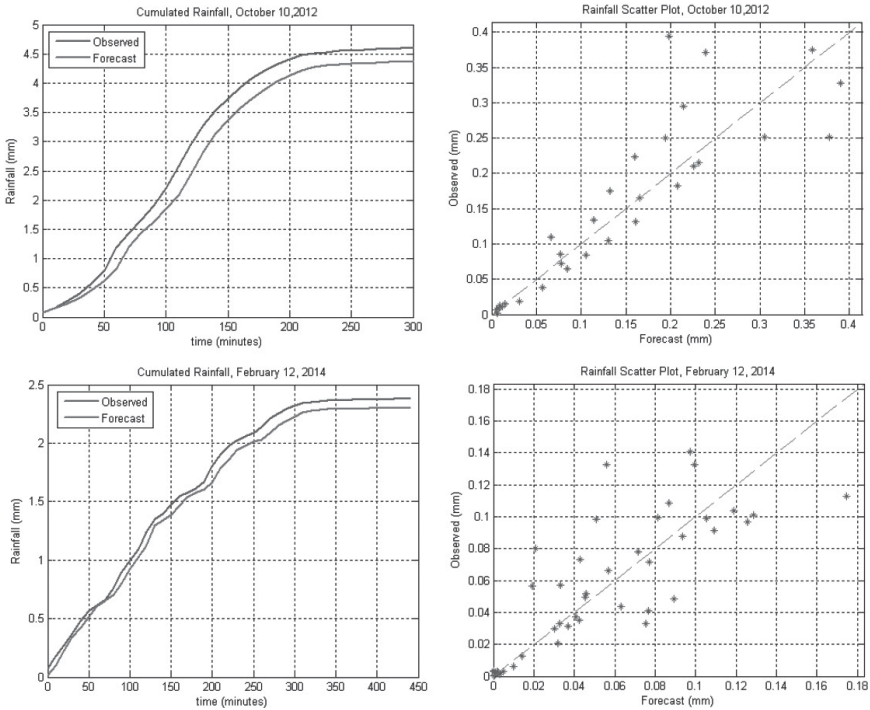 Cumulated Rainfall, October 10,2012
5
4.5
4
3.5
3
2.5
2
1.5
1
0.5
0
Rainfall (mm)
Observed
Forecast
0 50 100 150 200 250 300
time (minutes)
Rainfall Scatter Plot, October 10,2012
0.4
0.35
0.3
0.25
0.2
0.15
0.1
0.05
0
Observed (mm)
0.05 0.1 0.15 0.2 0.25 0.3 0.35 0.4
Forecast (mm)
Cumulated Rainfall, February 12, 2014
2.5
2
1.5
1
0.5
0
Rainfall (mm)
Observed
Forecast
0 50 100 150 200 250 300 350 400 450
time (minutes)
Rainfall Scatter Plot, February 12, 2014
0.18
0.16
0.14
0.12
0.1
0.08
0.06
0.04
0.02
0
Observed (mm)
0 0.02 0.04 0.06 0.08 0.1 0.12 0.14 0.16 0.18
Forecast (mm)